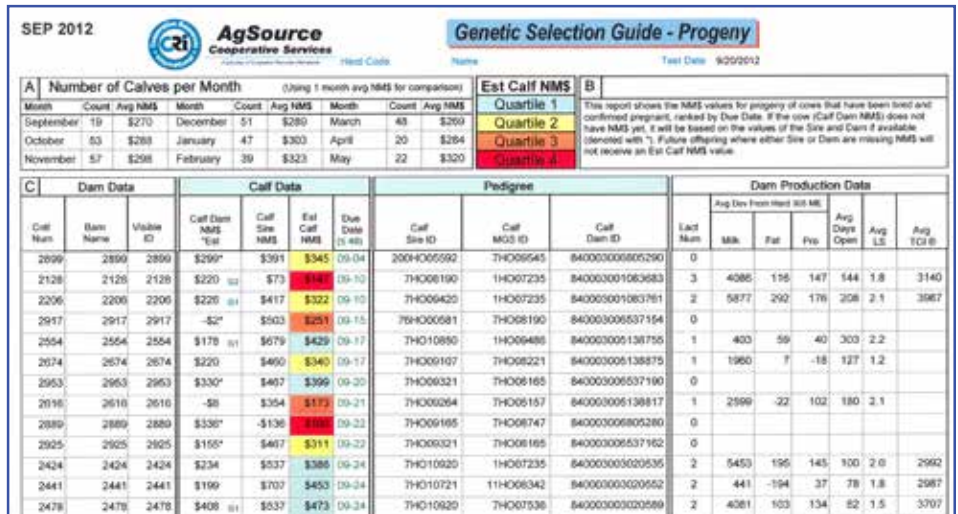 SEP 2012
CRI
AgSource
Cooperative Services
Genetic Selection Guide - Progeny
Herd Code Name Test Date 9/20/2012
A Number of Calves per Month (Using 1 month avg NM$ for comparison)
Month Count Avg NM$ Month Count Avg NM$ Month Count Avg NM$
September 19 $270 December 51 $289 March 48 $269
October 53 $288 January 47 $303 April 20 $284
November 57 $298 February 39 $323 May 22 $320
Est Calf NM$
Quartile 1
Quartile 2
Quartile 3
Quartile 4
B
This report shows the NM$ values for progeny of cows that have been bred and
confirmed pregnant, ranked by Due Date. If the cow (Calf Dam NM$) does not
have NM$ yet, it will be based on the values of the Sire and Dam if available
(denoted with *). Future offspring where either Sire or Dam are missing NM$ will
not receive an Est Calf NM$ value.
C Dam Data Calf Data Pedigree Dam Production Data
Cntl Num Barn Name Visible ID Calf Dam NM$ *Est Calf Sire NM$ Est Calf NM$ Due Date Calf Sire ID Calf MGS ID Calf Dam ID Lact Num Avg Dev From Herd 305 ME Milk Fat Pro Avg Days Open Avg LS Avg TCI®
2899 2899 2899 $299* $391 $345 09-04 200HO05592 7HO09545 840003006805290 0
2128 2128 2128 $220 $73 $147 09-10 7HO08190 1HO07235 840003001083683 3 4086 116 147 144 1.8 3140
2206 2206 2206 $226 $417 $322 09-10 7HO09420 1HO07235 840003001083761 2 5877 292 176 208 2.1 3967
2917 2917 2917 -$2* $503 $251 09-15 76HO00581 7HO08190 840003006537154 0
2554 2554 2554 $178 $679 $429 09-17 7HO10850 1HO09486 840003005138755 1 403 59 40 303 2.2
2674 2674 2674 $220 $460 $340 09-17 7HO09107 7HO08221 840003005138875 1 1960 7 -18 127 1.2
2953 2953 2953 $330* $467 $399 09-20 7HO09321 7HO06165 840003006537190 0
2616 2616 2616 -$8 $354 $173 09-21 7HO09264 7HO05157 840003005138817 1 2599 -22 102 180 2.1
2889 2889 2889 $336* -$136 09-22 7HO09165 7HO06747 840003006805280 0
2925 2925 2925 $155* $467 $311 09-22 7HO09321 7HO06165 840003006537162 0
2424 2424 2424 $234 $537 $386 09-24 7HO10920 1HO07235 840003003020535 2 5453 195 145 100 2.0 2992
2441 2441 2441 $199 $707 $453 09-24 7HO10721 11HO08342 840003003020552 2 441 -194 37 78 1.8 2987
2478 2478 2478 $408 $537 $473 09-24 7HO10920 7HO07536 840003003020589 2 4081 103 134 82 1.5 3707